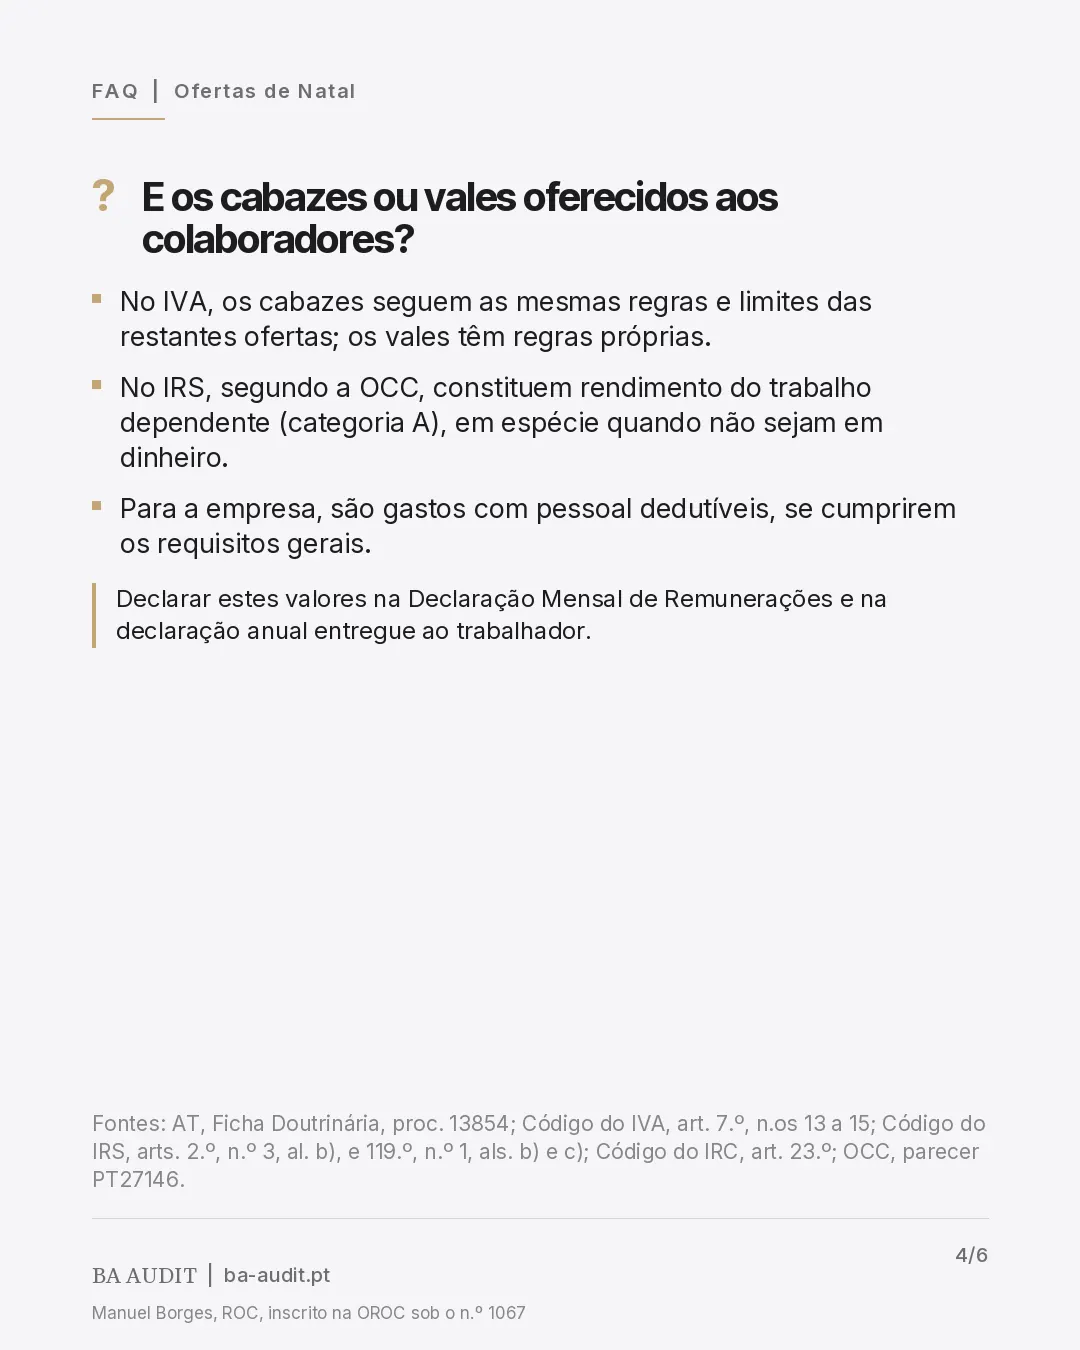 FAQ | Ofertas de Natal
? E os cabazes ou vales oferecidos aos
colaboradores?
No IVA, os cabazes seguem as mesmas regras e limites das
restantes ofertas; os vales têm regras próprias.
No IRS, segundo a OCC, constituem rendimento do trabalho
dependente (categoria A), em espécie quando não sejam em
dinheiro.
Para a empresa, são gastos com pessoal dedutíveis, se cumprirem
os requisitos gerais.
Declarar estes valores na Declaração Mensal de Remunerações e na
declaração anual entregue ao trabalhador.
Fontes: AT, Ficha Doutrinária, proc. 13854; Código do IVA, art. 7.º, n.os 13 a 15; Código do
IRS, arts. 2.º, n.º 3, al. b), e 119.º, n.º 1, als. b) e c); Código do IRC, art. 23.º; OCC, parecer
PT27146.
4/6
BA AUDIT | ba-audit.pt
Manuel Borges, ROC, inscrito na OROC sob o n.º 1067